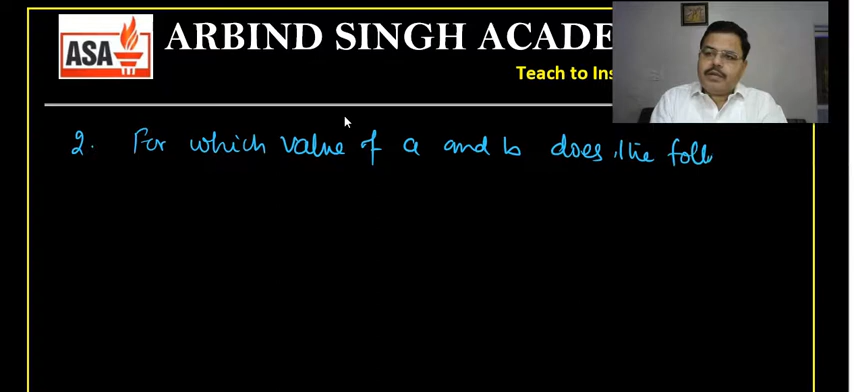 ASA
ARBIND SINGH ACADE
Teach to Ins
2. For which value of a and b does the foll